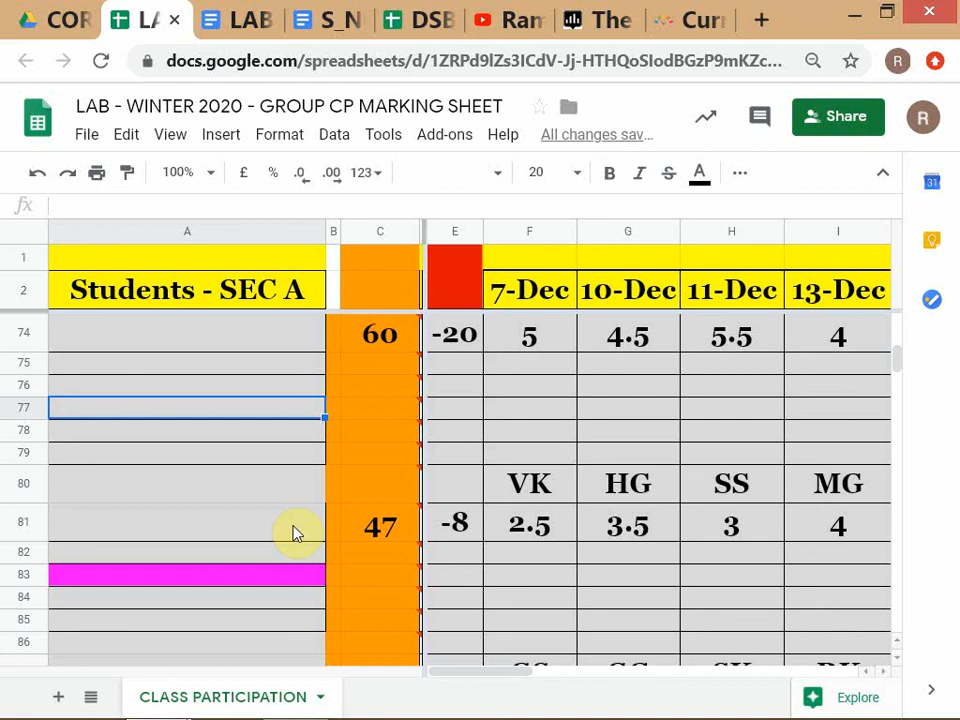 COR LA LAB S_N DSB Ram The Curr
docs.google.com/spreadsheets/d/1ZRPd9lZs3ICdV-Jj-HTHQoSIodBGzP9mKZc...
R
LAB - WINTER 2020 - GROUP CP MARKING SHEET
Share
R
File Edit View Insert Format Data Tools Add-ons Help All changes sav...
100% £ % .0 .00 123 20 B I S A
31
fx
A B C E F G H I
1
2 Students - SEC A 7-Dec 10-Dec 11-Dec 13-Dec
74 60 -20 5 4.5 5.5 4
75
76
77
78
79
80 VK HG SS MG
81 47 -8 2.5 3.5 3 4
82
83
84
85
86
CLASS PARTICIPATION
Explore